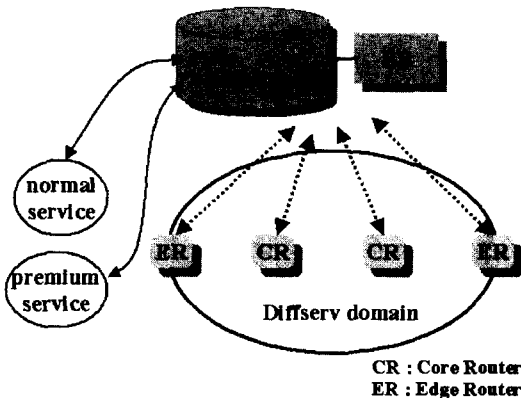 normal
service
premium
service
ER
CR
CR
ER
Diffserv domain
CR : Core Router
ER : Edge Router